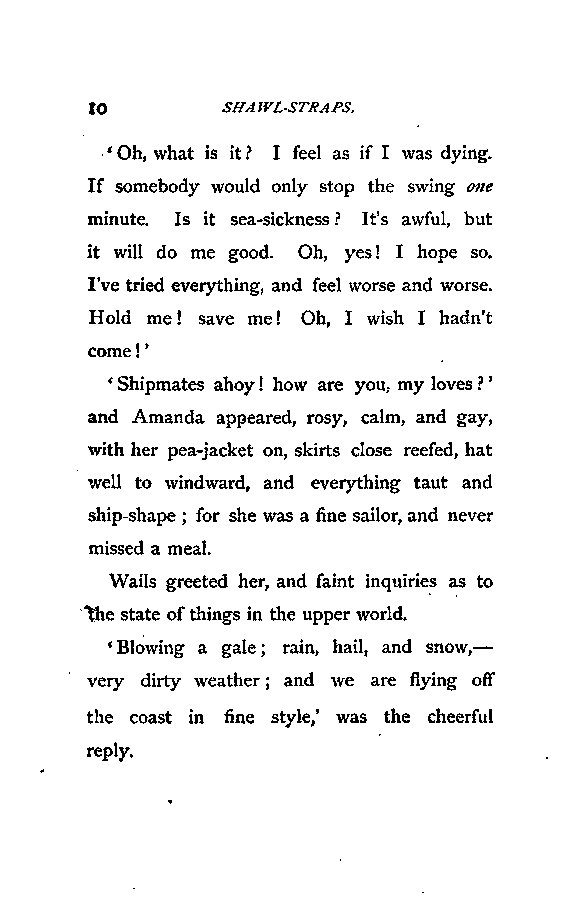 10 SHAWL-STRAPS.
‘Oh, what is it? I feel as if I was dying.
If somebody would only stop the swing one
minute. Is it sea-sickness? It's awful, but
it will do me good. Oh, yes! I hope so.
I've tried everything, and feel worse and worse.
Hold me! save me! Oh, I wish I hadn't
come!’
‘Shipmates ahoy! how are you, my loves?’
and Amanda appeared, rosy, calm, and gay,
with her pea-jacket on, skirts close reefed, hat
well to windward, and everything taut and
ship-shape; for she was a fine sailor, and never
missed a meal.
Wails greeted her, and faint inquiries as to
the state of things in the upper world.
‘Blowing a gale; rain, hail, and snow,—
very dirty weather; and we are flying off
the coast in fine style,’ was the cheerful
reply.